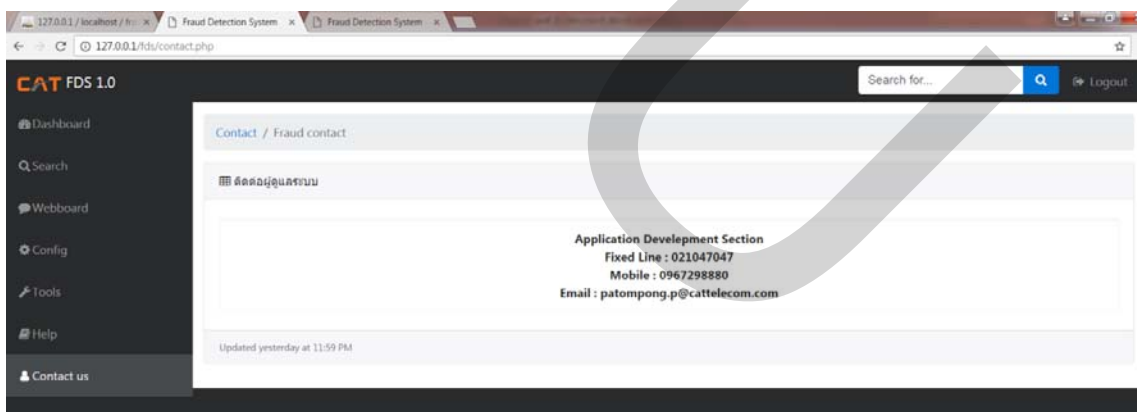 127.0.0.1 / localhost / fr
Fraud Detection System
Fraud Detection System
127.0.0.1/fds/contact.php
CAT FDS 1.0
Search for...
Logout
Dashboard
Contact / Fraud contact
Search
ติดต่อผู้ดูแลระบบ
Webboard
Application Develepment Section
Config
Fixed Line : 021047047
Mobile : 0967298880
Tools
Email : patompong.p@cattelecom.com
Help
Updated yesterday at 11:59 PM
Contact us